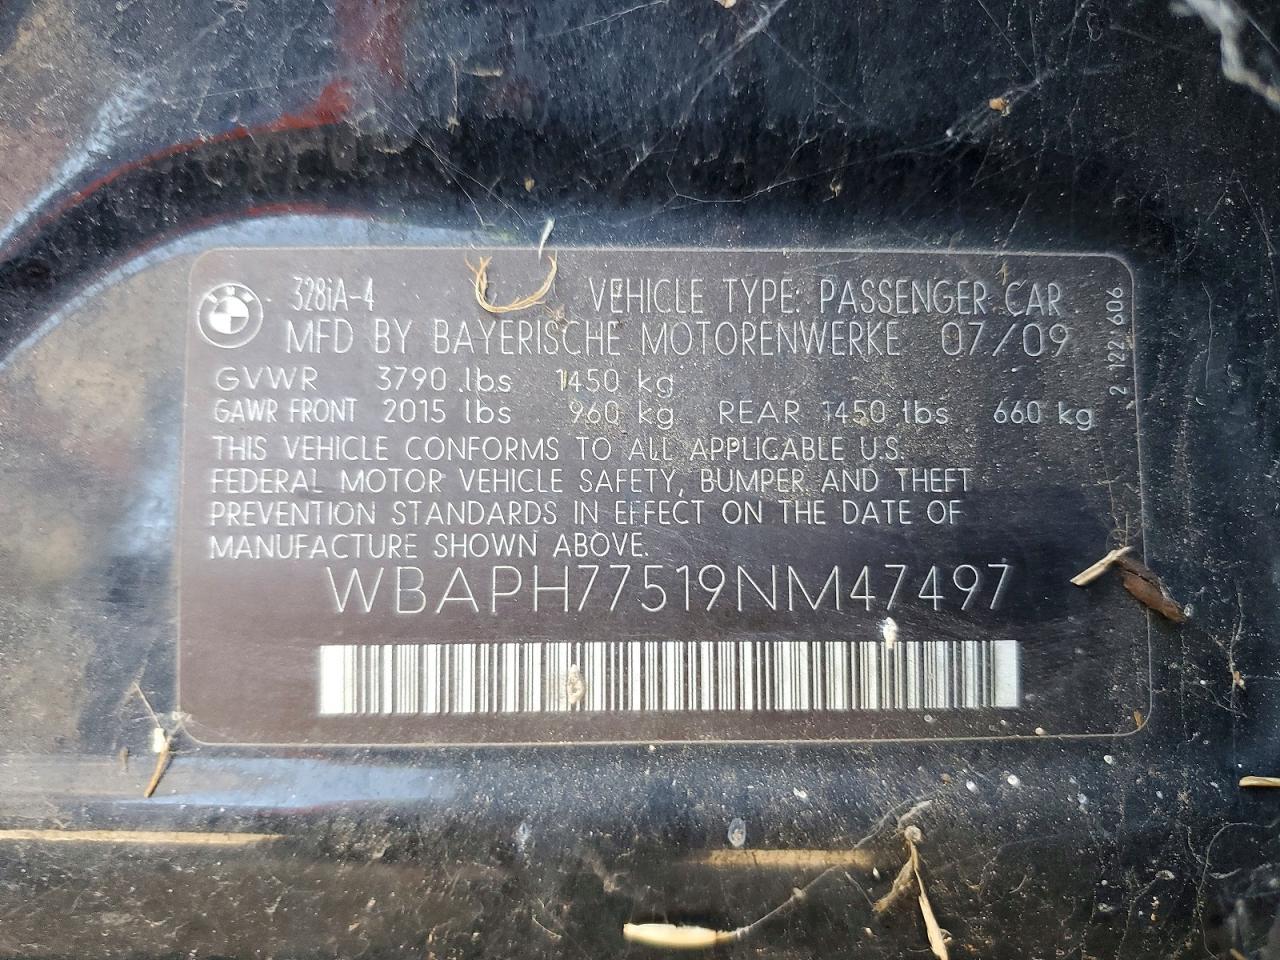 328iA-4 VEHICLE TYPE: PASSENGER CAR
MFD BY BAYERISCHE MOTORENWERKE 07/09
GVWR 3790 lbs 1450 kg
GAWR FRONT 2015 lbs 960 kg REAR 1450 lbs 660 kg
THIS VEHICLE CONFORMS TO ALL APPLICABLE U.S.
FEDERAL MOTOR VEHICLE SAFETY, BUMPER AND THEFT
PREVENTION STANDARDS IN EFFECT ON THE DATE OF
MANUFACTURE SHOWN ABOVE.
WBAPH77519NM47497
2 122 606